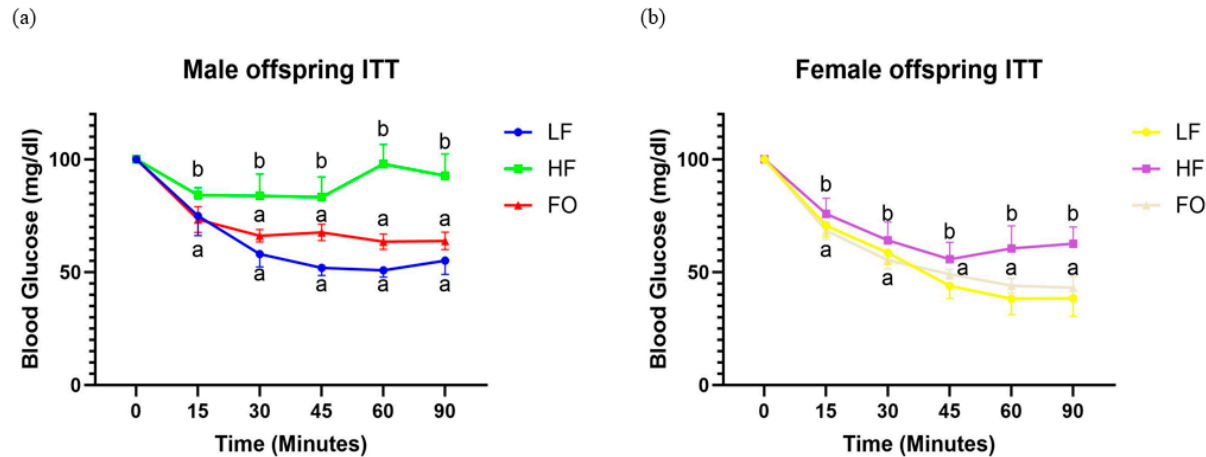 (a)
Male offspring ITT
Blood Glucose (mg/dl)
100
50
0
b
b
b
b
b
a
a
a
a
a
a
a
a
a
0 15 30 45 60 90
Time (Minutes)
LF
HF
FO
(b)
Female offspring ITT
Blood Glucose (mg/dl)
100
50
0
b
b
b
b
b
a
a
a
a
a
0 15 30 45 60 90
Time (Minutes)
LF
HF
FO